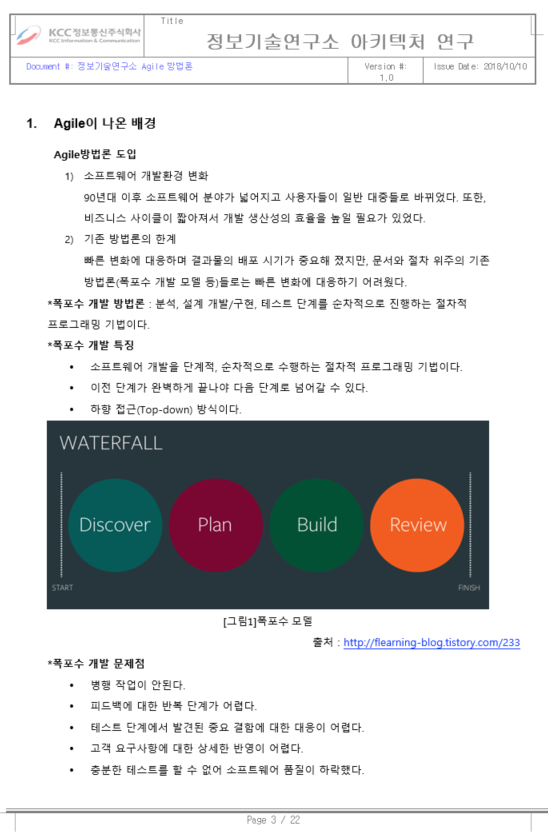 Title
KCC정보통신주식회사
KCC Information & Communication
정보기술연구소 아키텍처 연구
Document #: 정보기술연구소 Agile 방법론
Version #:
1.0
Issue Date: 2018/10/10
1. Agile이 나온 배경
Agile방법론 도입
1) 소프트웨어 개발환경 변화
90년대 이후 소프트웨어 분야가 넓어지고 사용자들이 일반 대중들로 바뀌었다. 또한,
비즈니스 사이클이 짧아져서 개발 생산성의 효율을 높일 필요가 있었다.
2) 기존 방법론의 한계
빠른 변화에 대응하며 결과물의 배포 시기가 중요해 졌지만, 문서와 절차 위주의 기존
방법론(폭포수 개발 모델 등)들로는 빠른 변화에 대응하기 어려웠다.
*폭포수 개발 방법론 : 분석, 설계 개발/구현, 테스트 단계를 순차적으로 진행하는 절차적
프로그래밍 기법이다.
*폭포수 개발 특징
• 소프트웨어 개발을 단계적, 순차적으로 수행하는 절차적 프로그래밍 기법이다.
• 이전 단계가 완벽하게 끝나야 다음 단계로 넘어갈 수 있다.
• 하향 접근(Top-down) 방식이다.
WATERFALL
Discover
Plan
Build
Review
START
FINISH
[그림1]폭포수 모델
출처 : http://flearning-blog.tistory.com/233
*폭포수 개발 문제점
• 병행 작업이 안된다.
• 피드백에 대한 반복 단계가 어렵다.
• 테스트 단계에서 발견된 중요 결함에 대한 대응이 어렵다.
• 고객 요구사항에 대한 상세한 반영이 어렵다.
• 충분한 테스트를 할 수 없어 소프트웨어 품질이 하락했다.
Page 3 / 22